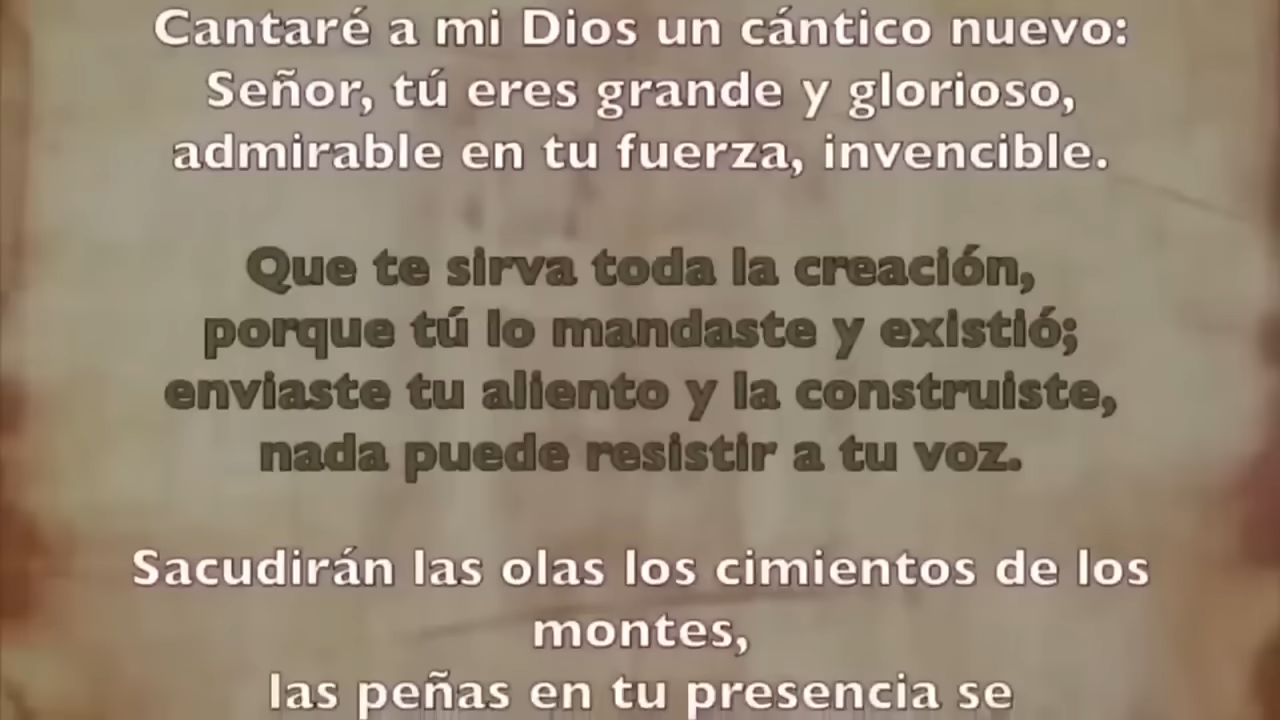 Cantaré a mi Dios un cántico nuevo:
Señor, tú eres grande y glorioso,
admirable en tu fuerza, invencible.
Que te sirva toda la creación,
porque tú lo mandaste y existió;
enviaste tu aliento y la construiste,
nada puede resistir a tu voz.
Sacudirán las olas los cimientos de los
montes,
las peñas en tu presencia se